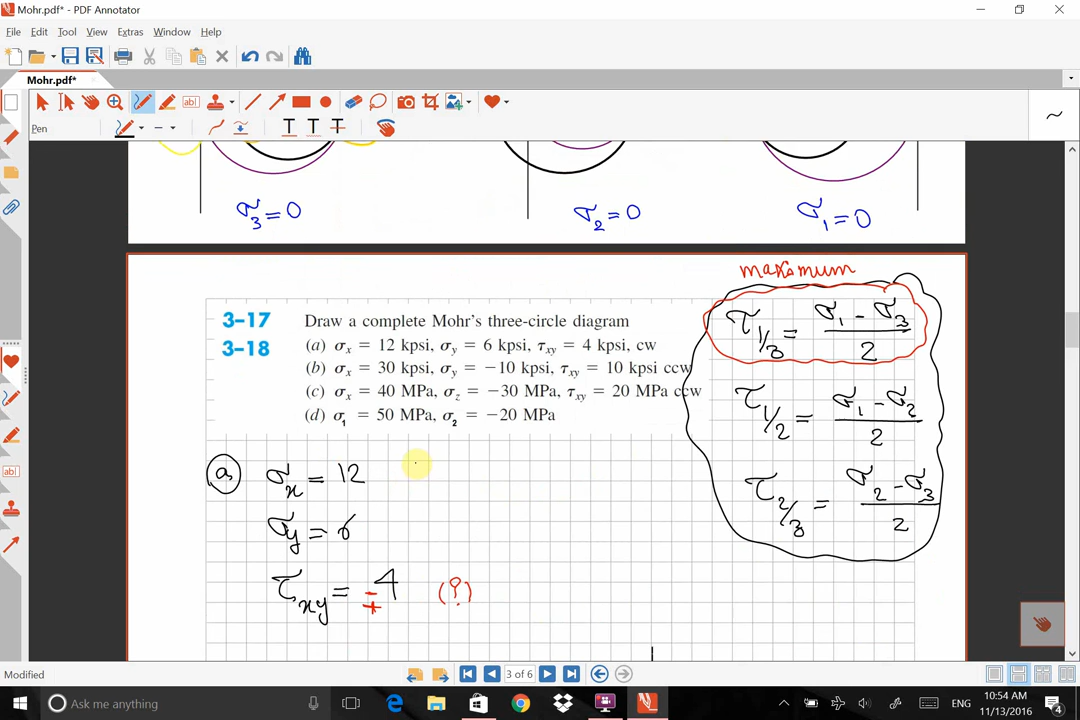 Mohr.pdf* - PDF Annotator
File Edit Tool View Extras Window Help
Mohr.pdf*
Pen
σ₃ = 0
σ₂ = 0
σ₁ = 0
maximum
3–17 Draw a complete Mohr's three-circle diagram
3–18 (a) σx = 12 kpsi, σy = 6 kpsi, τxy = 4 kpsi, cw
(b) σx = 30 kpsi, σy = −10 kpsi, τxy = 10 kpsi ccw
(c) σx = 40 MPa, σz = −30 MPa, τxy = 20 MPa ccw
(d) σ1 = 50 MPa, σ2 = −20 MPa
τ1/3 = (σ1 - σ3)/2
τ1/2 = (σ1 - σ2)/2
τ2/3 = (σ2 - σ3)/2
a σx = 12
σy = 6
τxy = ∓4 (?)
Modified
3 of 6
Ask me anything
ENG
10:54 AM
11/13/2016
4